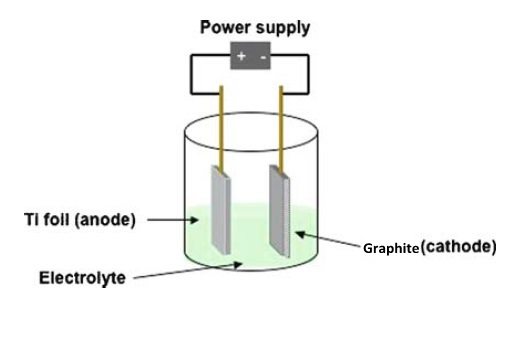 Power supply
+ -
Ti foil (anode)
Graphite (cathode)
Electrolyte